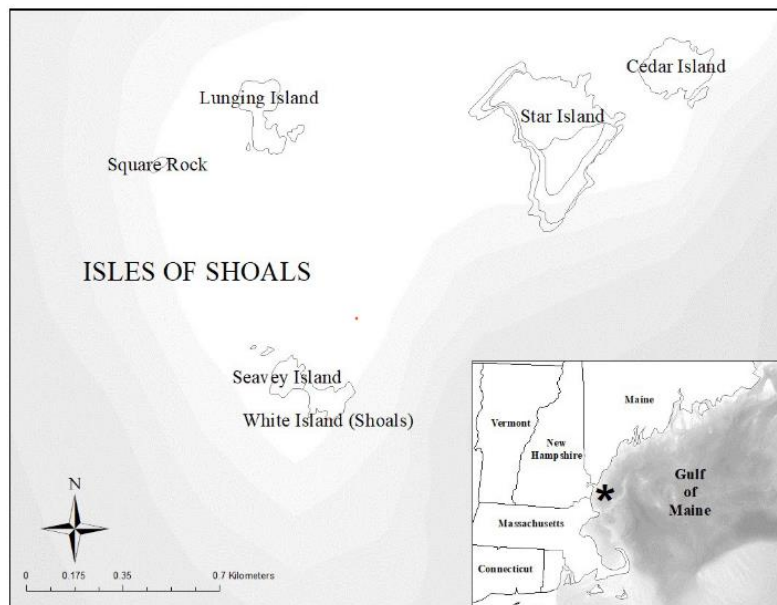 Cedar Island
Lunging Island
Star Island
Square Rock
ISLES OF SHOALS
Seavey Island
White Island (Shoals)
N
0 0.175 0.35 0.7 Kilometers
Maine
Vermont
New
Hampshire
Gulf
of
Maine
*
Massachusetts
Connecticut